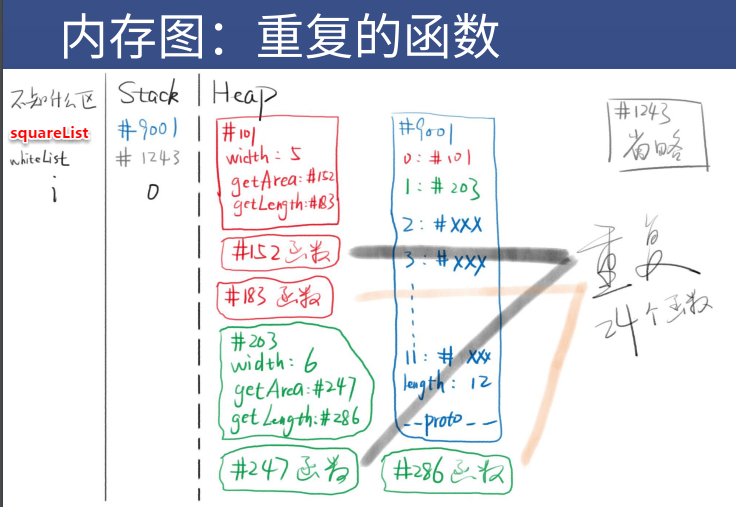 内存图：重复的函数
不知什么区
Stack
Heap
squareList
#9001
whiteList
#1243
i
0
#101
width：5
getArea:#152
getLength:#183
#152 函数
#183 函数
#203
width：6
getArea:#247
getLength:#286
#247 函数
#286 函数
#9001
0：#101
1：#203
2：#XXX
3：#XXX
11：# XXX
length：12
--proto--
#1243
省略
重复
24个函数